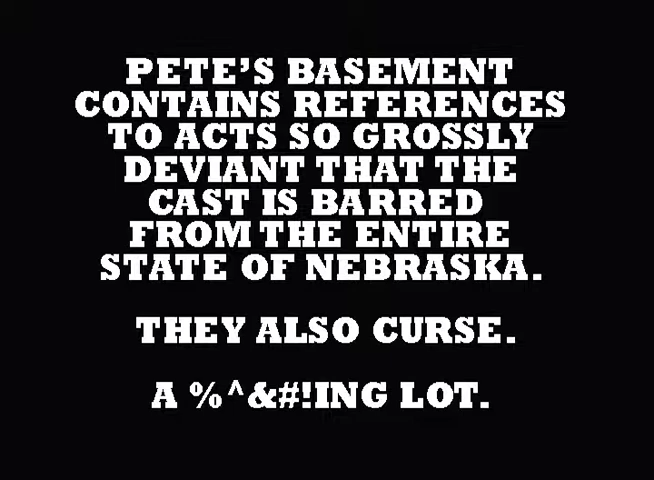 PETE'S BASEMENT
CONTAINS REFERENCES
TO ACTS SO GROSSLY
DEVIANT THAT THE
CAST IS BARRED
FROM THE ENTIRE
STATE OF NEBRASKA.
THEY ALSO CURSE.
A %^&#!ING LOT.